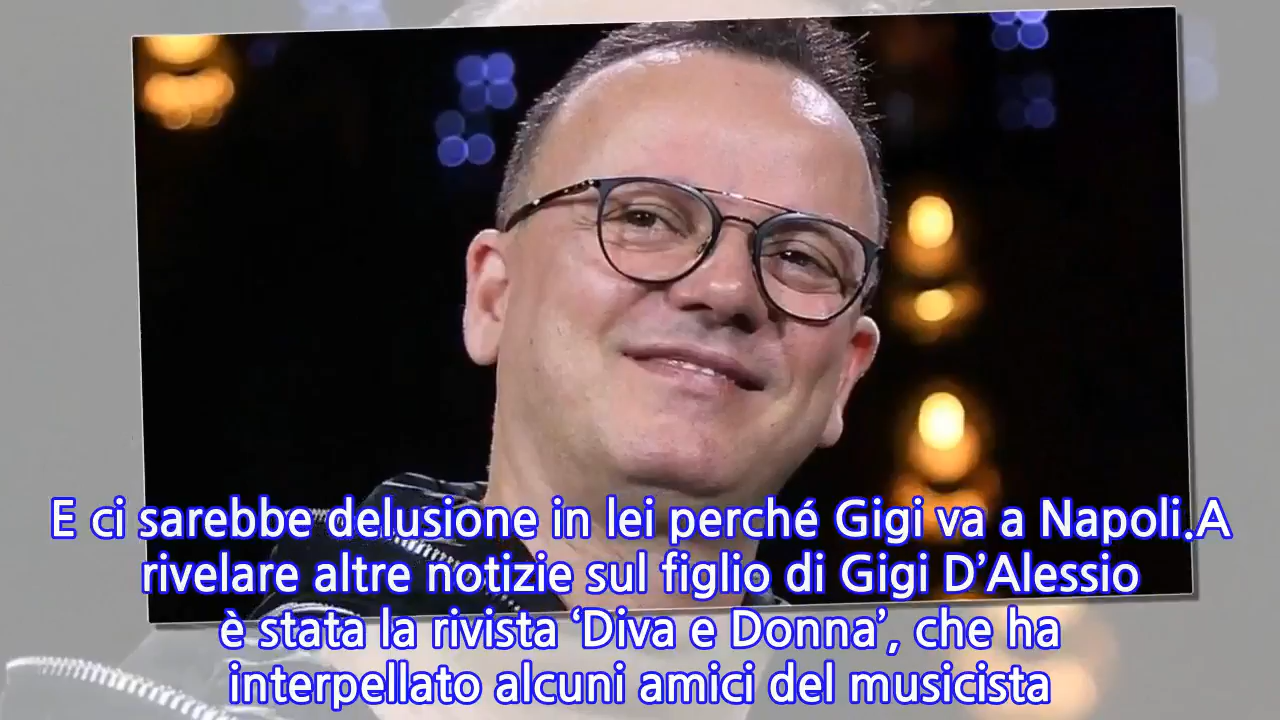 E ci sarebbe delusione in lei perché Gigi va a Napoli.A
rivelare altre notizie sul figlio di Gigi D’Alessio
è stata la rivista ‘Diva e Donna’, che ha
interpellato alcuni amici del musicista